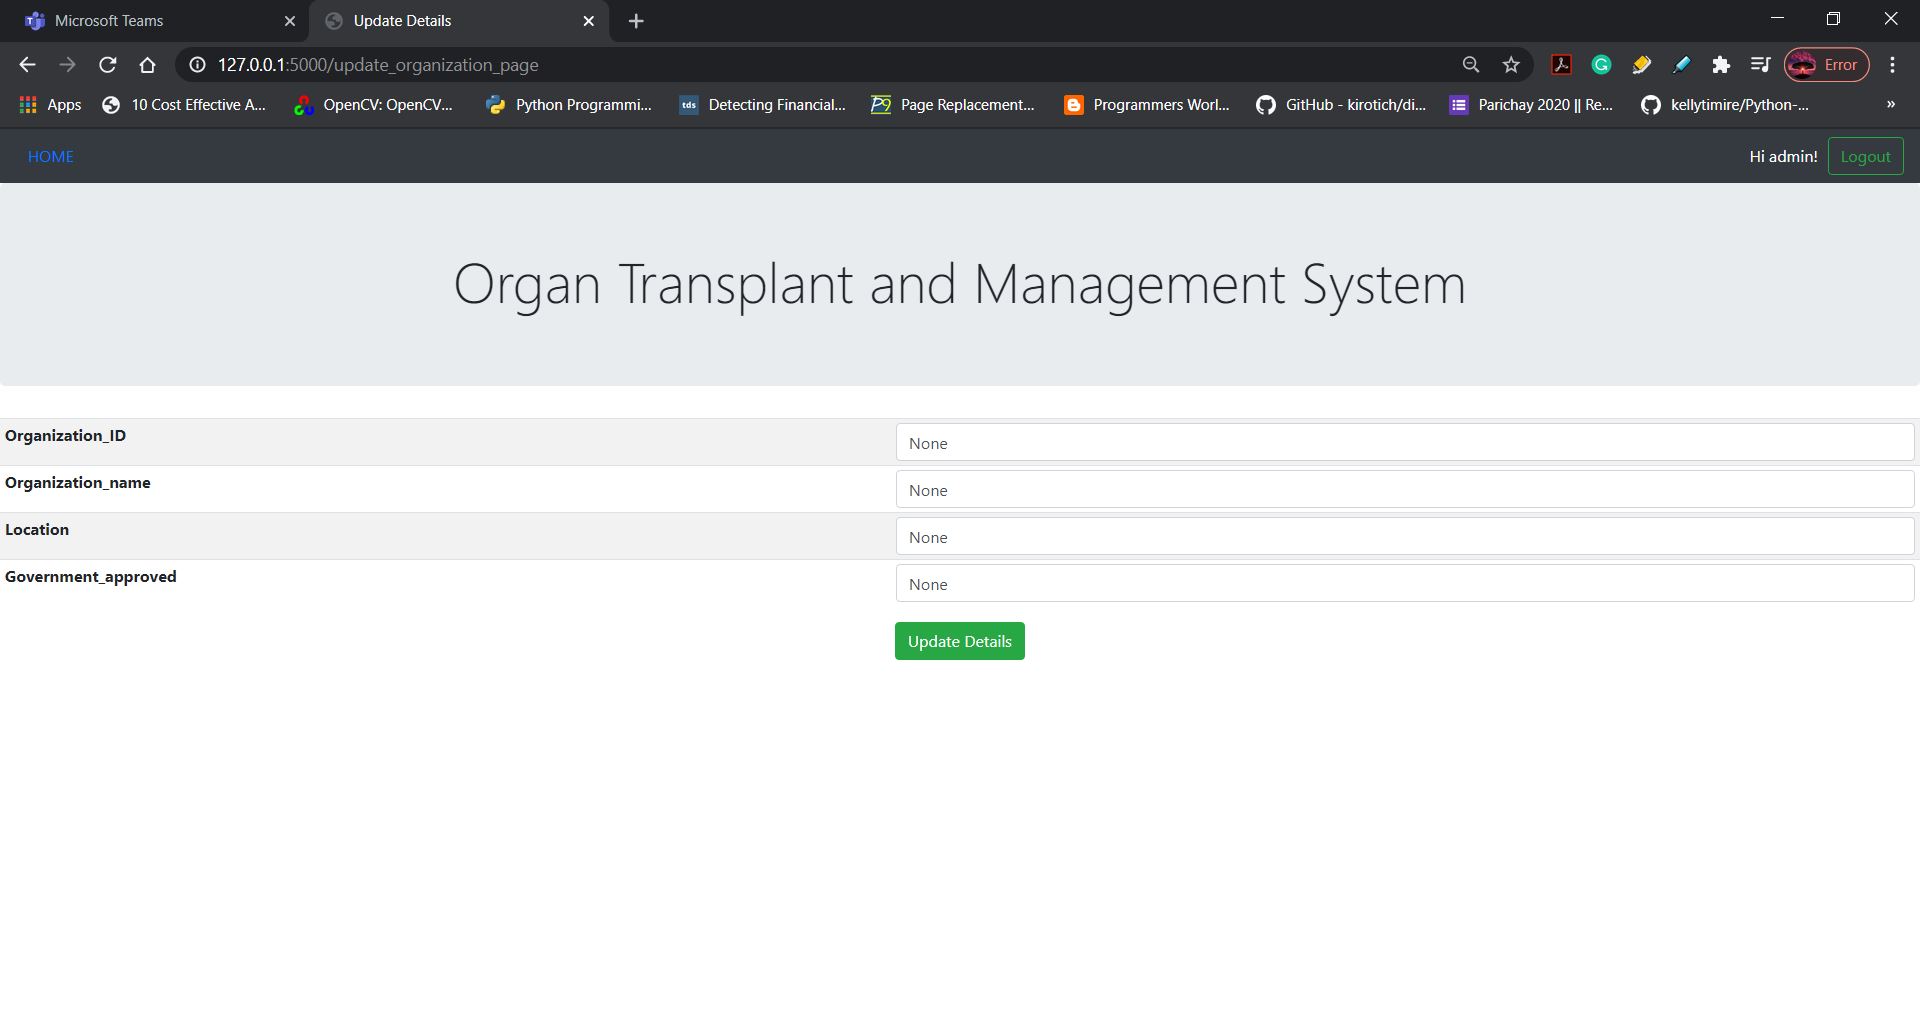 Microsoft Teams
Update Details
127.0.0.1:5000/update_organization_page
Error
Apps
10 Cost Effective A...
OpenCV: OpenCV...
Python Programmi...
tds
Detecting Financial...
Page Replacement...
Programmers Worl...
GitHub - kirotich/di...
Parichay 2020 || Re...
kellytimire/Python-...
»
HOME
Hi admin!
Logout
Organ Transplant and Management System
Organization_ID
None
Organization_name
None
Location
None
Government_approved
None
Update Details